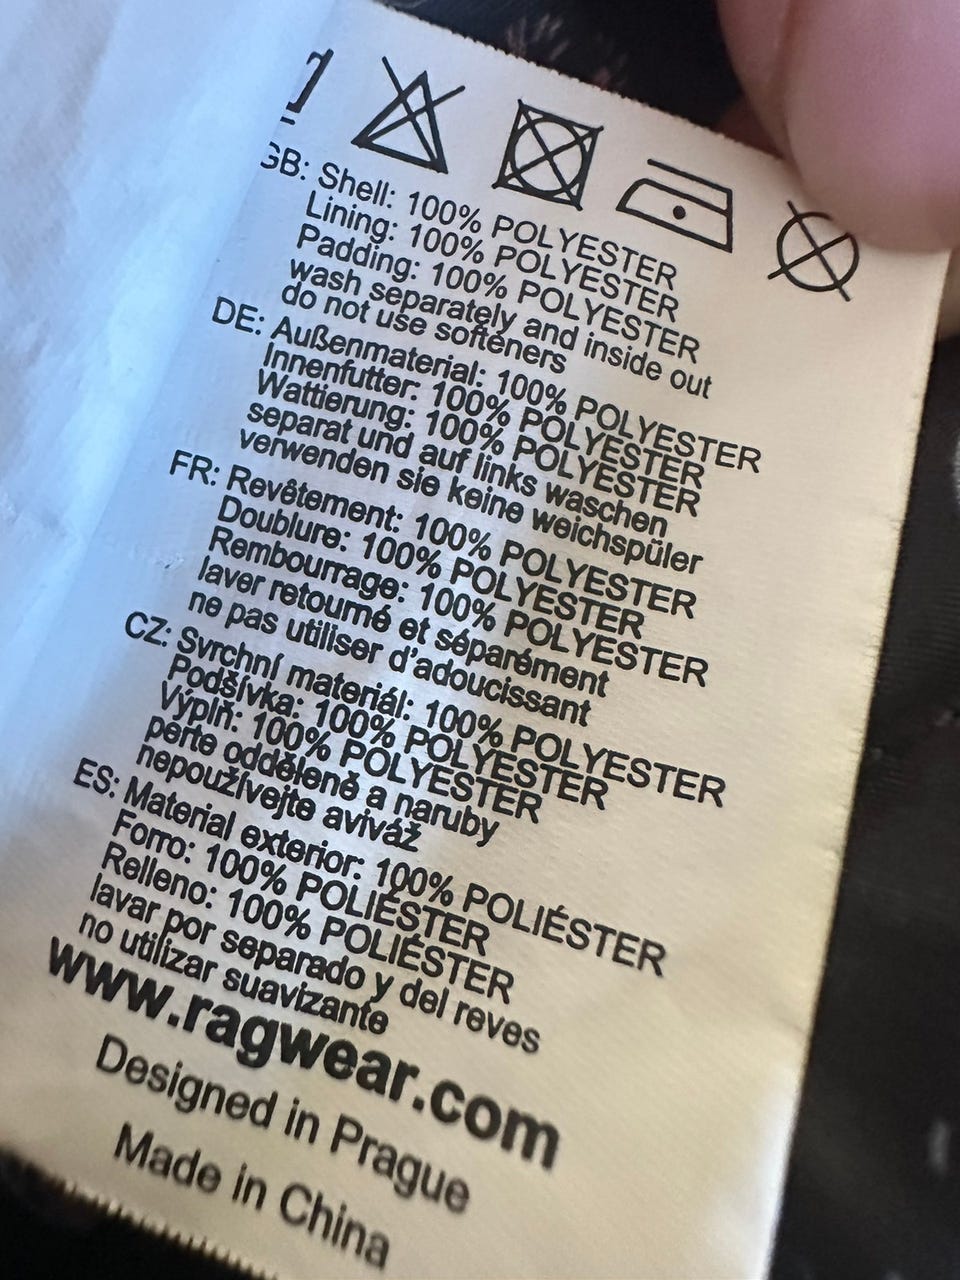 GB: Shell: 100% POLYESTER
Lining: 100% POLYESTER
Padding: 100% POLYESTER
wash separately and inside out
do not use softeners
DE: Außenmaterial: 100% POLYESTER
Innenfutter: 100% POLYESTER
Wattierung: 100% POLYESTER
separat und auf links waschen
verwenden sie keine weichspüler
FR: Revêtement: 100% POLYESTER
Doublure: 100% POLYESTER
Rembourrage: 100% POLYESTER
laver retourné et séparément
ne pas utiliser d'adoucissant
CZ: Svrchní materiál: 100% POLYESTER
Podšívka: 100% POLYESTER
Výplň: 100% POLYESTER
perte odděleně a naruby
nepoužívejte aviváž
ES: Material exterior: 100% POLIÉSTER
Forro: 100% POLIÉSTER
Relleno: 100% POLIÉSTER
lavar por separado y del reves
no utilizar suavizante
www.ragwear.com
Designed in Prague
Made in China